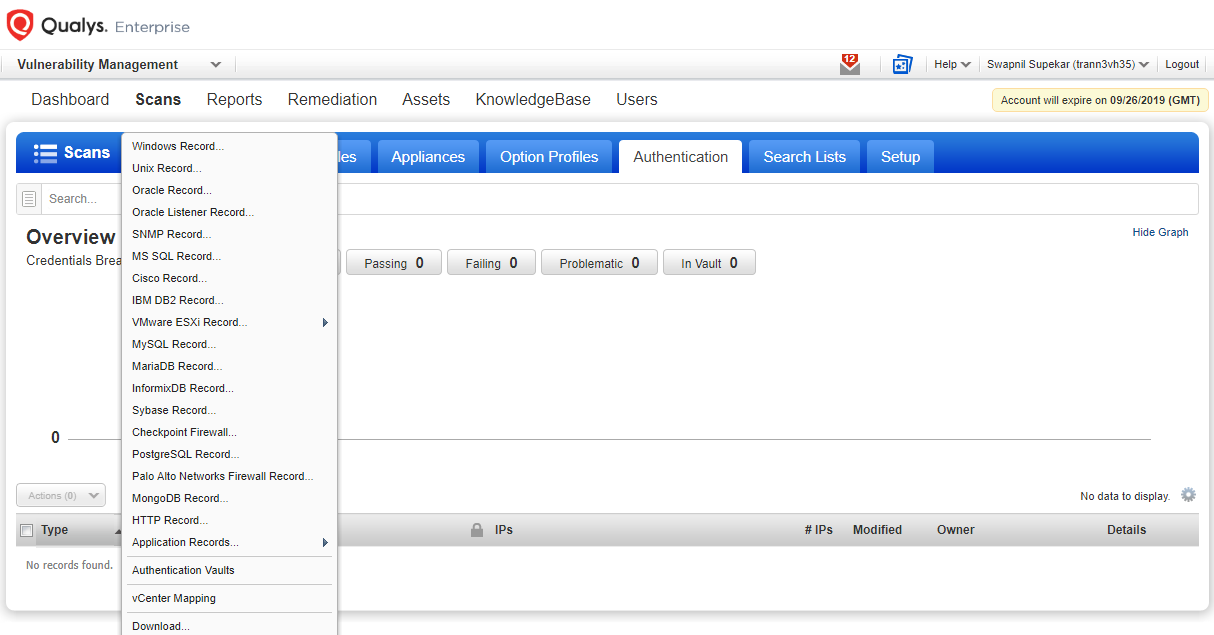 Qualys. Enterprise
Vulnerability Management
12
Help
Swapnil Supekar (trann3vh35)
Logout
Dashboard Scans Reports Remediation Assets KnowledgeBase Users
Account will expire on 09/26/2019 (GMT)
Scans
les
Appliances
Option Profiles
Authentication
Search Lists
Setup
Search...
Overview
Hide Graph
Credentials Brea
Passing 0
Failing 0
Problematic 0
In Vault 0
0
Windows Record...
Unix Record...
Oracle Record...
Oracle Listener Record...
SNMP Record...
MS SQL Record...
Cisco Record...
IBM DB2 Record...
VMware ESXi Record...
MySQL Record...
MariaDB Record...
InformixDB Record...
Sybase Record...
Checkpoint Firewall...
PostgreSQL Record...
Palo Alto Networks Firewall Record...
MongoDB Record...
HTTP Record...
Application Records...
Authentication Vaults
vCenter Mapping
Download...
Actions (0)
No data to display.
Type
IPs
# IPs
Modified
Owner
Details
No records found.